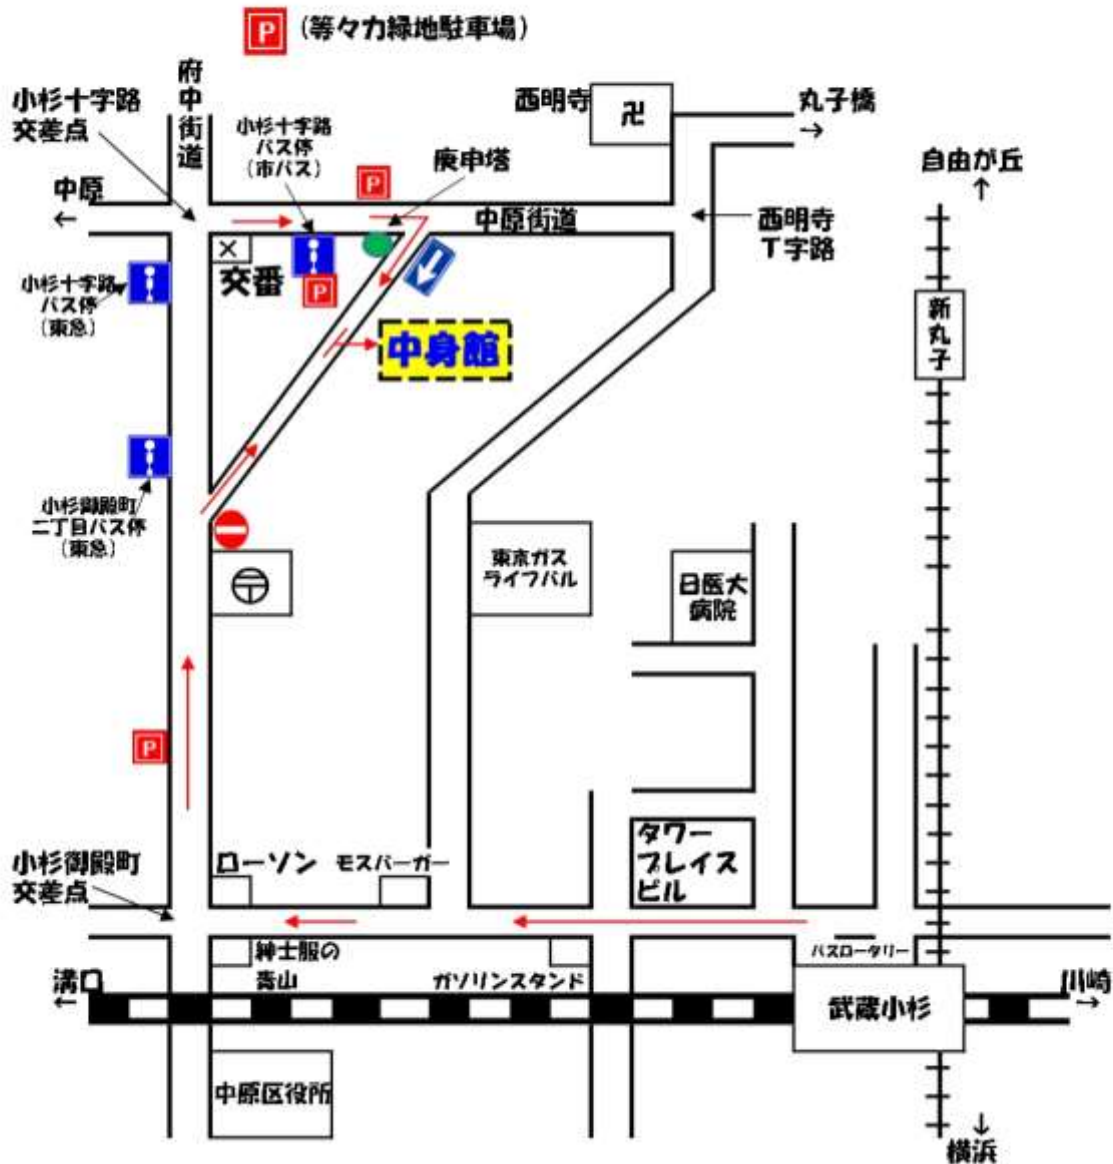 P
(等々力緑地駐車場)
府中街道
小杉十字路
交差点
小杉十字路
バス停
(市バス)
P
庚申塔
西明寺
卍
丸子橋
→
自由が丘
↑
中原
←
中原街道
西明寺
T字路
交番
P
小杉十字路
バス停
(東急)
中身館
新丸子
小杉御殿町
二丁目バス停
(東急)
〒
東京ガス
ライフバル
日医大
病院
P
小杉御殿町
交差点
ローソン
モスバーガー
タワー
プレイス
ビル
紳士服の
青山
ガソリンスタンド
バスロータリー
溝口
←
武蔵小杉
川崎
→
中原区役所
↓
横浜